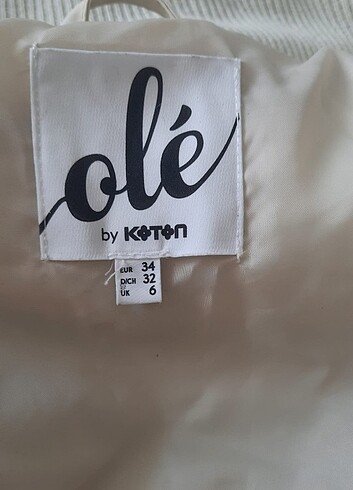 olé
by KOTON
EUR 34
D/CH 32
UK 6